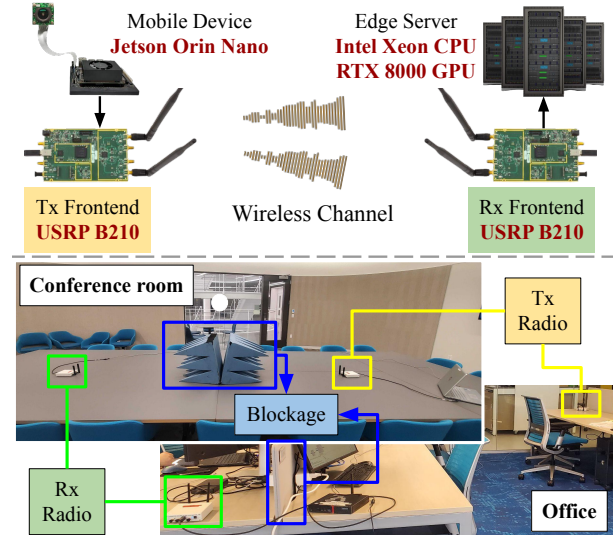 Mobile Device
Jetson Orin Nano
Edge Server
Intel Xeon CPU
RTX 8000 GPU
Tx Frontend
USRP B210
Wireless Channel
Rx Frontend
USRP B210
Conference room
Tx
Radio
Blockage
Rx
Radio
Office